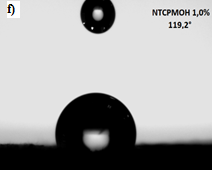 f)
NTCPMOH 1,0%
119,2°